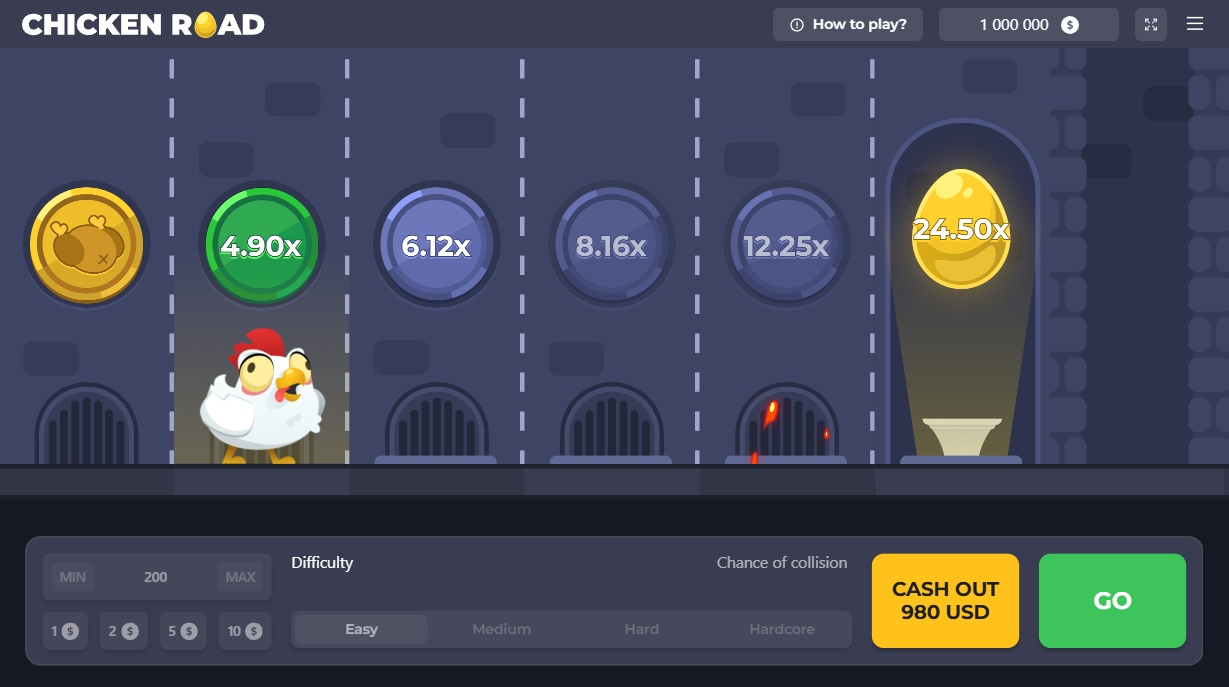 CHICKEN ROAD
How to play?
1 000 000 $
4.90x
6.12x
8.16x
12.25x
24.50x
MIN 200 MAX
1 $ 2 $ 5 $ 10 $
Difficulty
Chance of collision
Easy Medium Hard Hardcore
CASH OUT
980 USD
GO